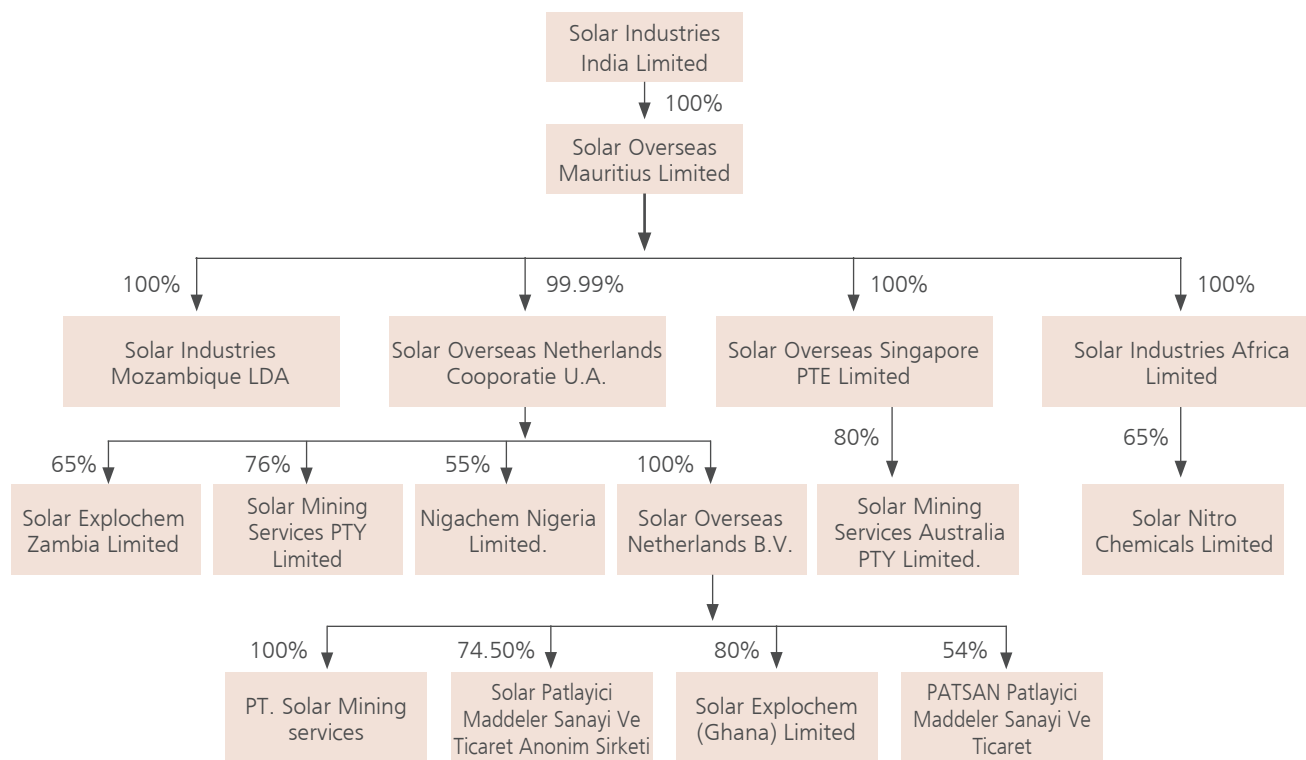 Solar Industries
India Limited
100%
Solar Overseas
Mauritius Limited
100%
99.99%
100%
100%
Solar Industries
Mozambique LDA
Solar Overseas Netherlands
Cooporatie U.A.
Solar Overseas Singapore
PTE Limited
Solar Industries Africa
Limited
65%
76%
55%
100%
80%
65%
Solar Explochem
Zambia Limited
Solar Mining
Services PTY
Limited
Nigachem Nigeria
Limited.
Solar Overseas
Netherlands B.V.
Solar Mining
Services Australia
PTY Limited.
Solar Nitro
Chemicals Limited
100%
74.50%
80%
54%
PT. Solar Mining
services
Solar Patlayici
Maddeler Sanayi Ve
Ticaret Anonim Sirketi
Solar Explochem
(Ghana) Limited
PATSAN Patlayici
Maddeler Sanayi Ve
Ticaret